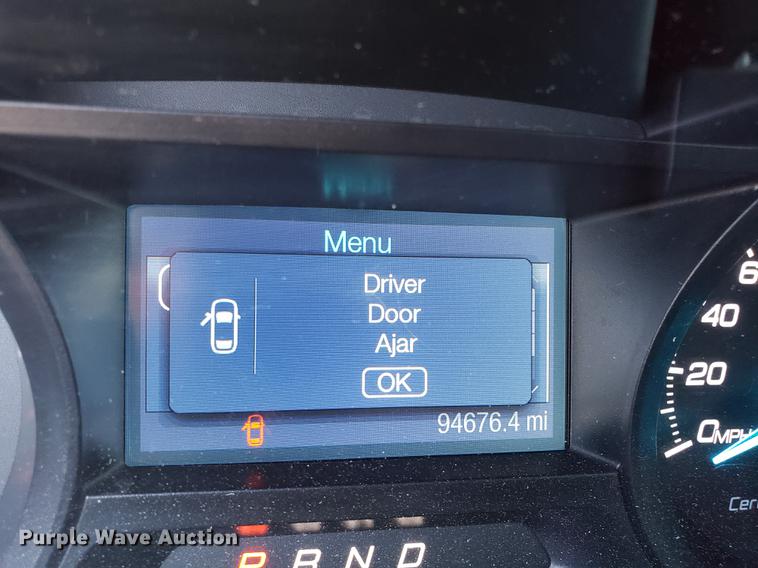 Menu
Driver
Door
Ajar
OK
94676.4 mi
40
20
0MPH
P R N D
Purple Wave Auction